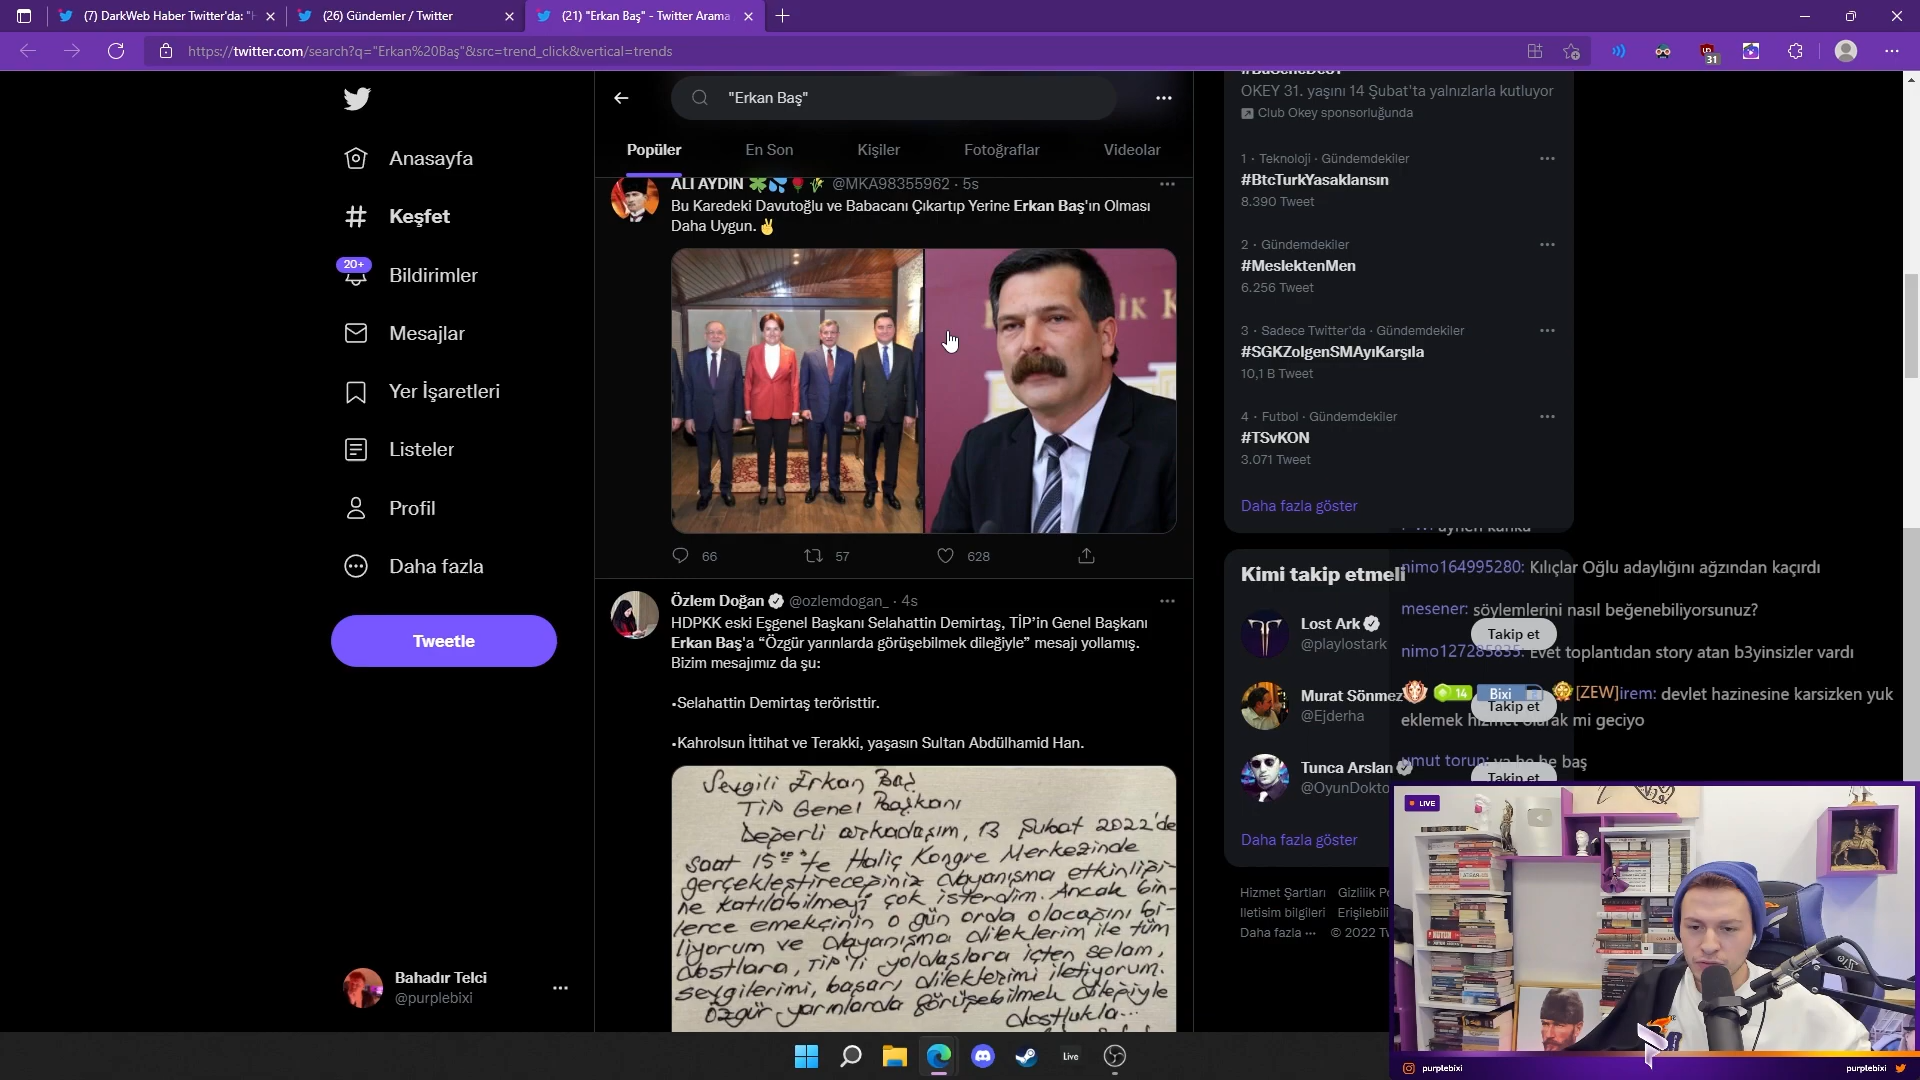 (7) DarkWeb Haber Twitter'da: "
(26) Gündemler / Twitter
(21) "Erkan Baş" - Twitter Arama
https://twitter.com/search?q="Erkan%20Baş"&src=trend_click&vertical=trends
31
Anasayfa
Keşfet
20+
Bildirimler
Mesajlar
Yer İşaretleri
Listeler
Profil
Daha fazla
Tweetle
Bahadır Telci
@purplebixi
"Erkan Baş"
Popüler
En Son
Kişiler
Fotoğraflar
Videolar
ALİ AYDIN 🍀💦🌹🌾 @MKA98355962 · 5s
Bu Karedeki Davutoğlu ve Babacanı Çıkartıp Yerine Erkan Baş'ın Olması
Daha Uygun.✌
66
57
628
Özlem Doğan @ozlemdogan_ · 4s
HDPKK eski Eşgenel Başkanı Selahattin Demirtaş, TİP'in Genel Başkanı
Erkan Baş'a “Özgür yarınlarda görüşebilmek dileğiyle” mesajı yollamış.
Bizim mesajımız da şu:
•Selahattin Demirtaş teröristtir.
•Kahrolsun İttihat ve Terakki, yaşasın Sultan Abdülhamid Han.
Sevgili Erkan Baş
TİP Genel Başkanı
Değerli arkadaşım, 13 Şubat 2022'de
saat 15⁰⁰'te Haliç Kongre Merkezinde
gerçekleştireceğiniz dayanışma etkinliği-
ne katılabilmeyi çok isterdim. Ancak bin-
lerce emekçinin o gün orda olacağını bi-
liyorum ve dayanışma dileklerim ile tüm
dostlara, TİP'li yoldaşlara içten selam,
sevgilerimi, başarı dileklerimi iletiyorum.
Özgür yarınlarda görüşebilmek dileğiyle
dostlukla...
OKEY 31. yaşını 14 Şubat'ta yalnızlarla kutluyor
Club Okey sponsorluğunda
1 · Teknoloji · Gündemdekiler
#BtcTurkYasaklansın
8.390 Tweet
2 · Gündemdekiler
#MeslektenMen
6.256 Tweet
3 · Sadece Twitter'da · Gündemdekiler
#SGKZolgenSMAyıKarşıla
10,1 B Tweet
4 · Futbol · Gündemdekiler
#TSvKON
3.071 Tweet
Daha fazla göster
Kimi takip etmeli
Lost Ark
@playlostark
Takip et
Murat Sönmez
@Ejderha
Takip et
Tunca Arslan
@OyunDokto
Takip et
Daha fazla göster
Hizmet Şartları Gizlilik
İletişim bilgileri Erişilebili
Daha fazla ··· © 2022
aynen kanka
nimo164995280: Kılıçlar Oğlu adaylığını ağzından kaçırdı
mesener: söylemlerini nasıl beğenebiliyorsunuz?
nimo127285835: Evet toplantıdan story atan b3yinsizler vardı
14 Bixi [ZEW]irem: devlet hazinesine karsizken yuk
eklemek hizmet olarak mi geciyo
umut torun: ya he he baş
LIVE
purplebixi
purplebixi
Live